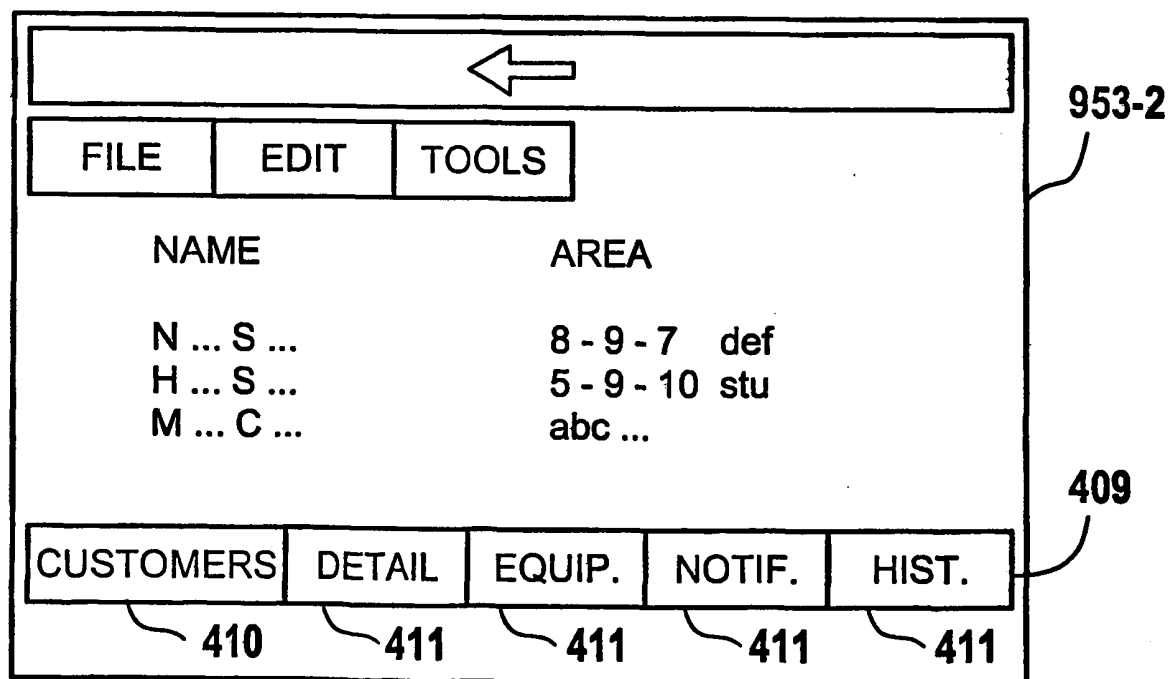 953-2
FILE EDIT TOOLS
NAME AREA
N ... S ... 8 - 9 - 7 def
H ... S ... 5 - 9 - 10 stu
M ... C ... abc ...
409
CUSTOMERS DETAIL EQUIP. NOTIF. HIST.
410 411 411 411 411